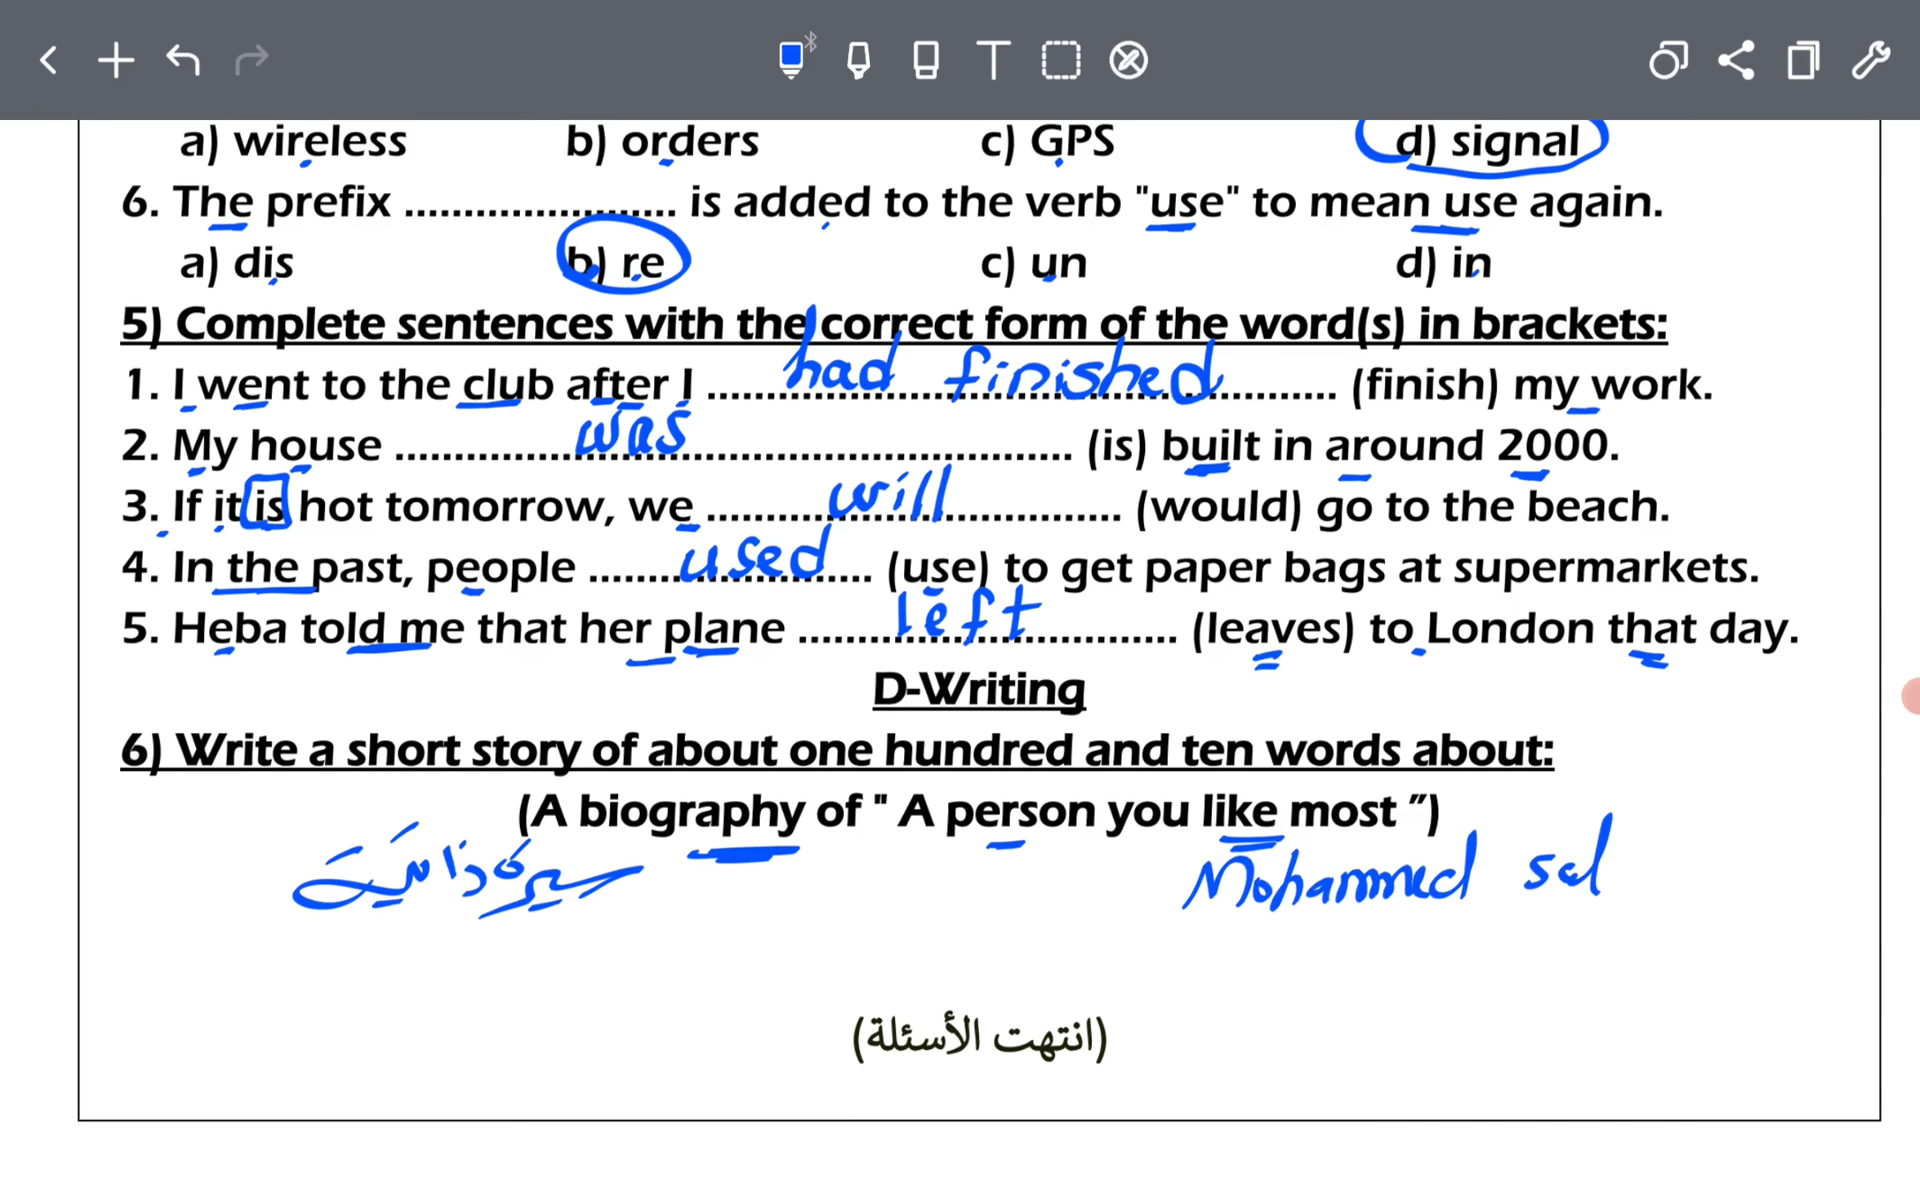 a) wireless b) orders c) GPS d) signal
6. The prefix ....................... is added to the verb "use" to mean use again.
a) dis b) re c) un d) in
5) Complete sentences with the correct form of the word(s) in brackets:
1. I went to the club after I ......... had finished ......... (finish) my work.
2. My house ......... was ......... (is) built in around 2000.
3. If it is hot tomorrow, we ......... will ......... (would) go to the beach.
4. In the past, people ......... used ......... (use) to get paper bags at supermarkets.
5. Heba told me that her plane ......... left ......... (leaves) to London that day.
D-Writing
6) Write a short story of about one hundred and ten words about:
(A biography of " A person you like most ")
سيرة ذاتية Mohammed sal
(انتهت الأسئلة)